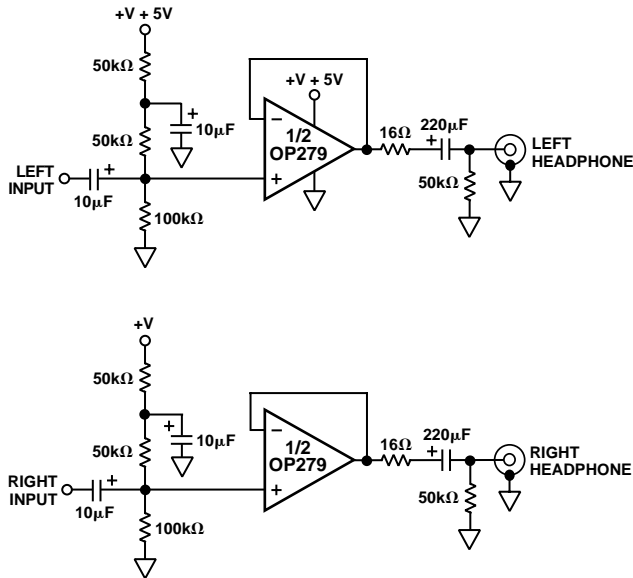 +V + 5V
50kΩ
+V + 5V
50kΩ
+
10µF
−
1/2
OP279
16Ω
220µF
+
LEFT
HEADPHONE
LEFT
INPUT
+
10µF
+
50kΩ
100kΩ
+V
50kΩ
50kΩ
+
10µF
−
1/2
OP279
16Ω
220µF
+
RIGHT
HEADPHONE
RIGHT
INPUT
+
10µF
+
50kΩ
100kΩ